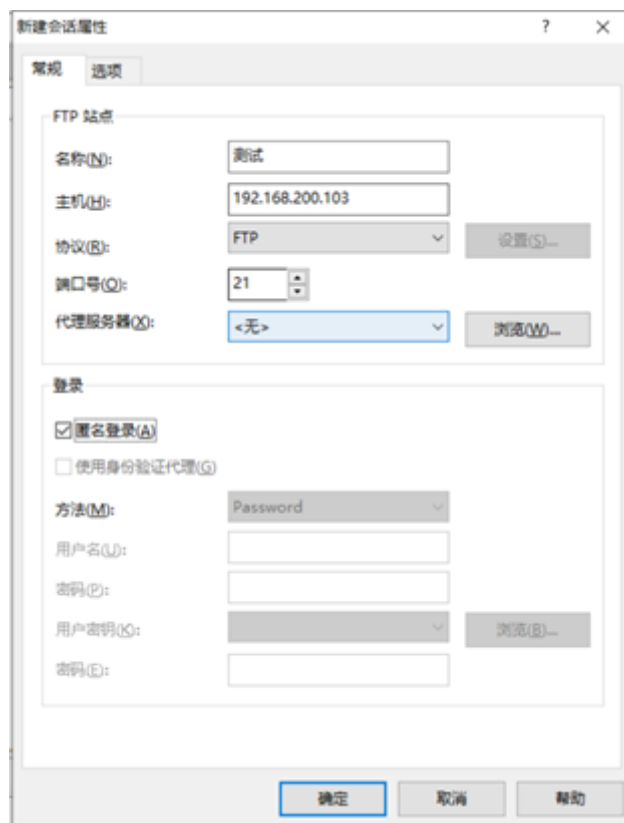 新建会话属性 ?
常规 选项
FTP 站点
名称(N): 测试
主机(H): 192.168.200.103
协议(R): FTP 设置(S)...
端口号(O): 21
代理服务器(X): <无> 浏览(W)...
登录
匿名登录(A)
使用身份验证代理(G)
方法(M): Password
用户名(U):
密码(P):
用户密钥(K): 浏览(B)...
密码(E):
确定 取消 帮助